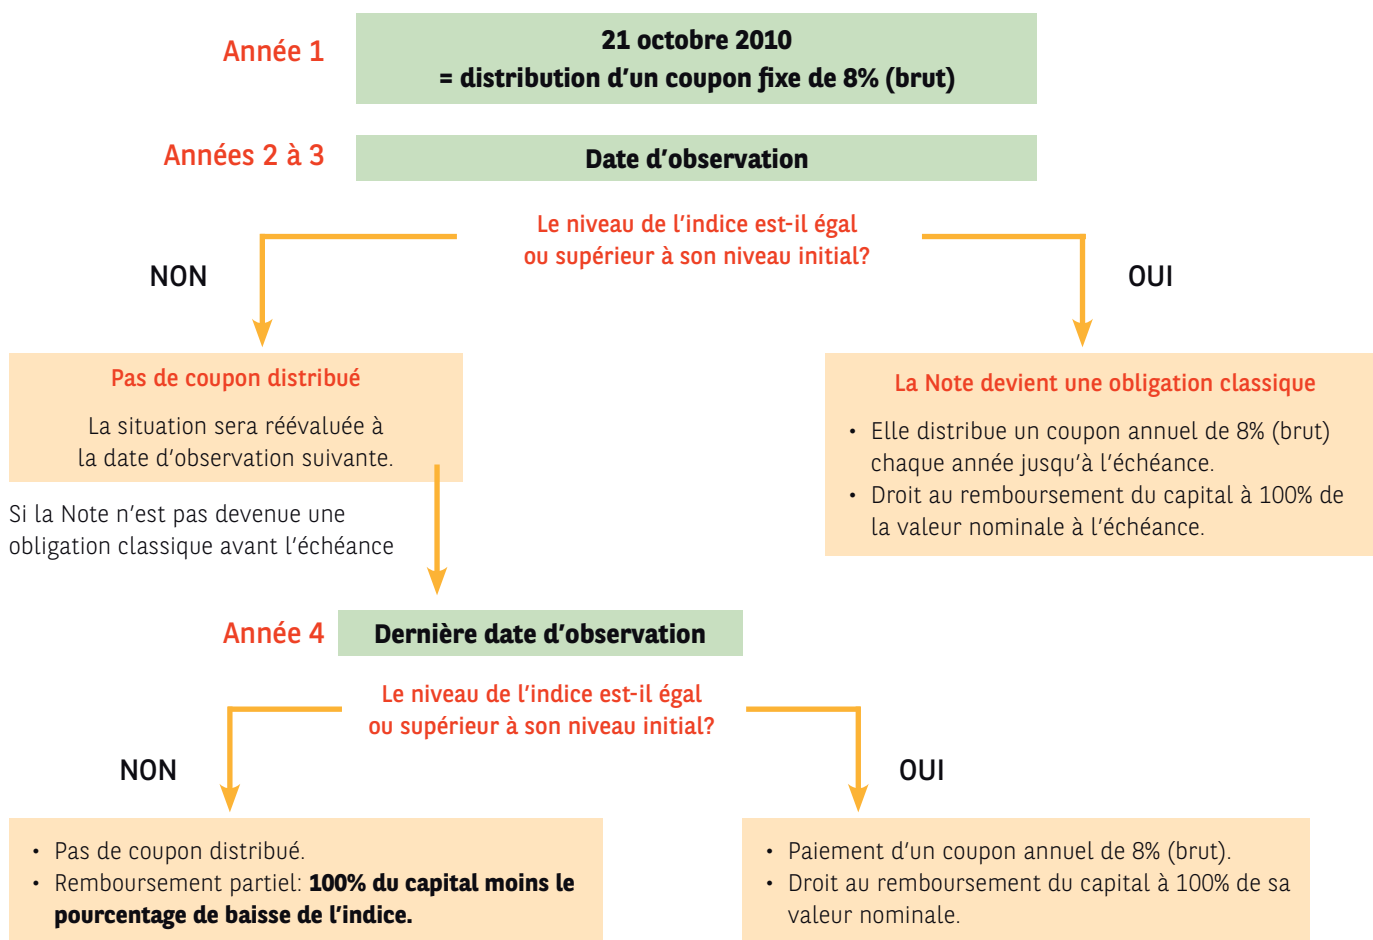 Année 1
21 octobre 2010
= distribution d’un coupon fixe de 8% (brut)
Années 2 à 3
Date d’observation
Le niveau de l’indice est-il égal
ou supérieur à son niveau initial?
NON
OUI
Pas de coupon distribué
La situation sera réévaluée à
la date d’observation suivante.
La Note devient une obligation classique
• Elle distribue un coupon annuel de 8% (brut)
chaque année jusqu’à l’échéance.
• Droit au remboursement du capital à 100% de
la valeur nominale à l’échéance.
Si la Note n’est pas devenue une
obligation classique avant l’échéance
Année 4
Dernière date d’observation
Le niveau de l’indice est-il égal
ou supérieur à son niveau initial?
NON
OUI
• Pas de coupon distribué.
• Remboursement partiel: 100% du capital moins le
pourcentage de baisse de l’indice.
• Paiement d’un coupon annuel de 8% (brut).
• Droit au remboursement du capital à 100% de sa
valeur nominale.